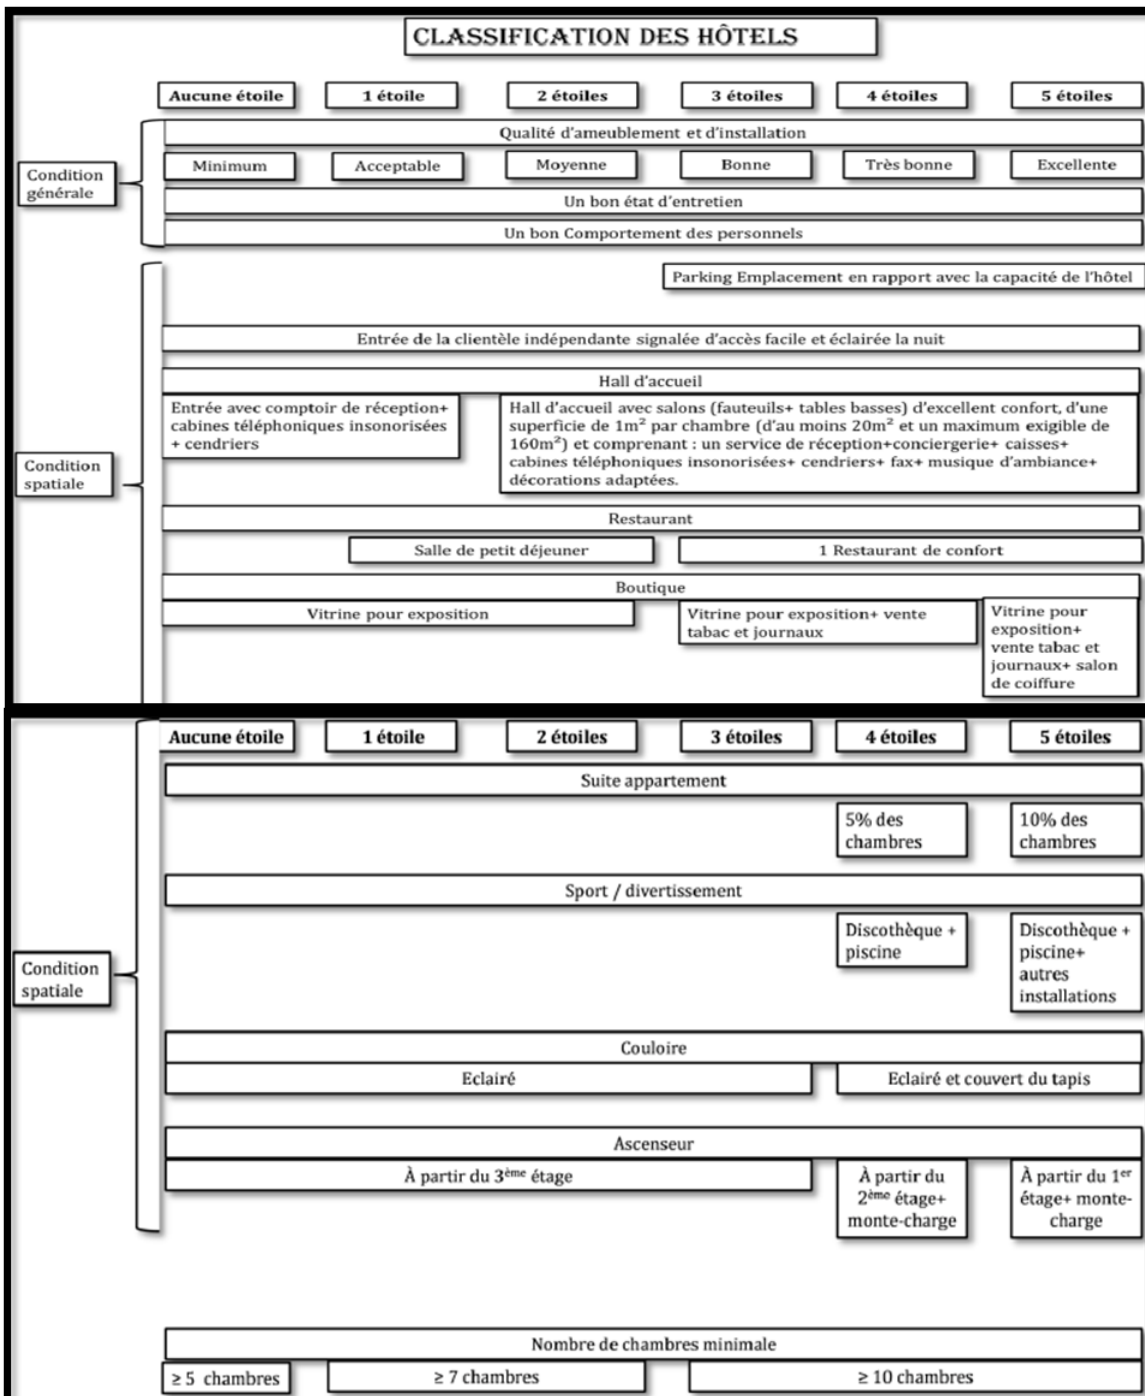 CLASSIFICATION DES HÔTELS
Aucune étoile
1 étoile
2 étoiles
3 étoiles
4 étoiles
5 étoiles
Condition
générale
Qualité d'ameublement et d'installation
Minimum
Acceptable
Moyenne
Bonne
Très bonne
Excellente
Un bon état d'entretien
Un bon Comportement des personnels
Condition
spatiale
Parking Emplacement en rapport avec la capacité de l'hôtel
Entrée de la clientèle indépendante signalée d'accès facile et éclairée la nuit
Hall d'accueil
Entrée avec comptoir de réception+
cabines téléphoniques insonorisées
+ cendriers
Hall d'accueil avec salons (fauteuils+ tables basses) d'excellent confort, d'une
superficie de 1m² par chambre (d'au moins 20m² et un maximum exigible de
160m²) et comprenant : un service de réception+conciergerie+ caisses+
cabines téléphoniques insonorisées+ cendriers+ fax+ musique d'ambiance+
décorations adaptées.
Restaurant
Salle de petit déjeuner
1 Restaurant de confort
Boutique
Vitrine pour exposition
Vitrine pour exposition+ vente
tabac et journaux
Vitrine pour
exposition+
vente tabac et
journaux+ salon
de coiffure
Aucune étoile
1 étoile
2 étoiles
3 étoiles
4 étoiles
5 étoiles
Condition
spatiale
Suite appartement
5% des
chambres
10% des
chambres
Sport / divertissement
Discothèque +
piscine
Discothèque +
piscine+
autres
installations
Couloire
Eclairé
Eclairé et couvert du tapis
Ascenseur
À partir du 3ème étage
À partir du
2ème étage+
monte-charge
À partir du 1er
étage+ monte-
charge
Nombre de chambres minimale
≥ 5 chambres
≥ 7 chambres
≥ 10 chambres